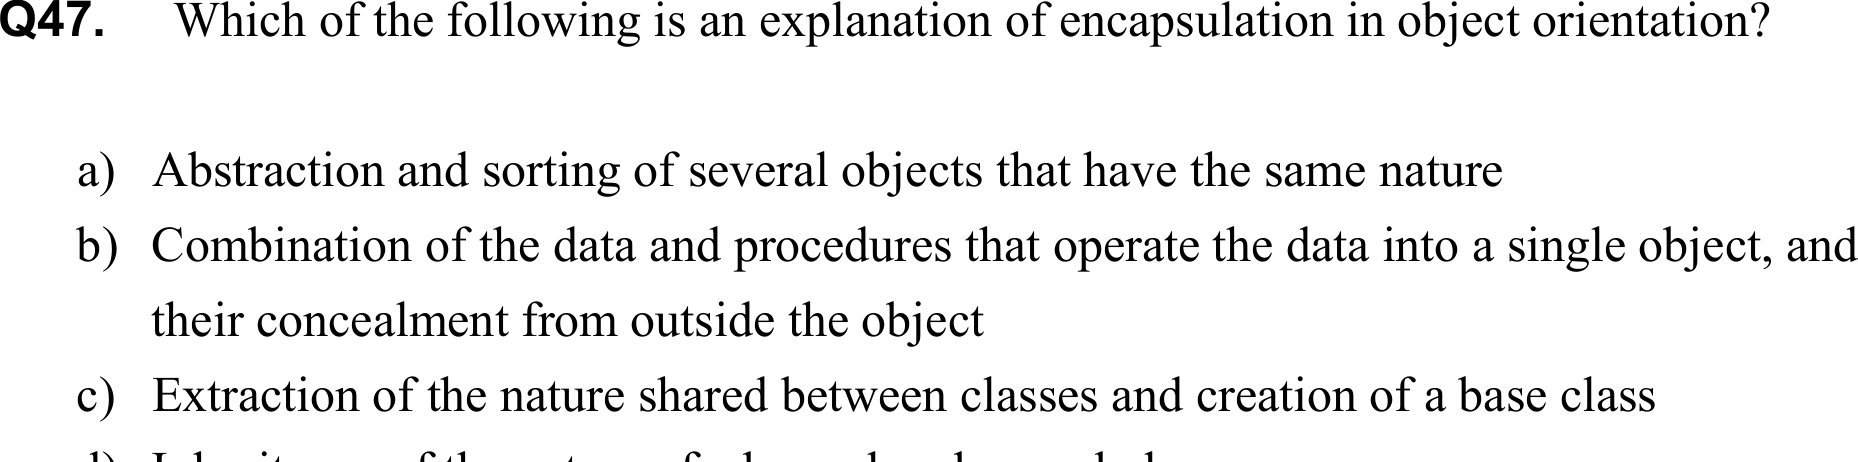 Q47. Which of the following is an explanation of encapsulation in object orientation?
a) Abstraction and sorting of several objects that have the same nature
b) Combination of the data and procedures that operate the data into a single object, and
their concealment from outside the object
c) Extraction of the nature shared between classes and creation of a base class